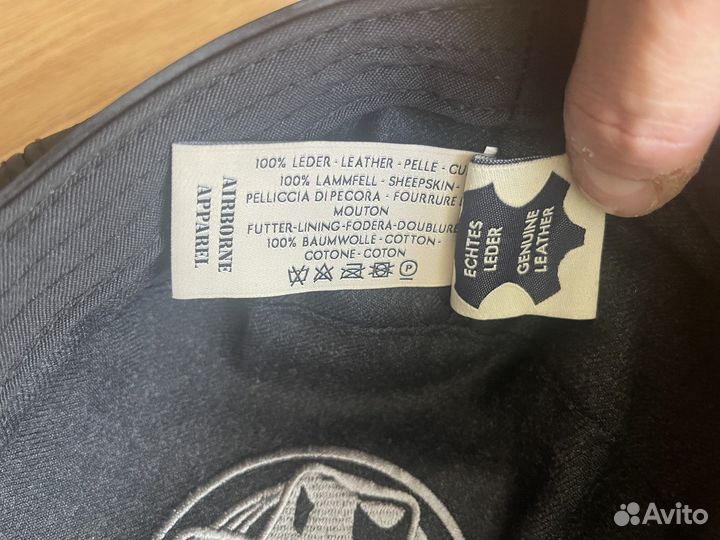 100% LEDER - LEATHER - PELLE - CU
100% LAMMFELL - SHEEPSKIN -
PELLICCIA DI PECORA - FOURRURE
MOUTON
FUTTER-LINING-FODERA-DOUBLURE
100% BAUMWOLLE - COTTON -
COTONE - COTON
P
AIRBORNE
APPAREL
ECHTES
LEDER
GENUINE
LEATHER
Avito